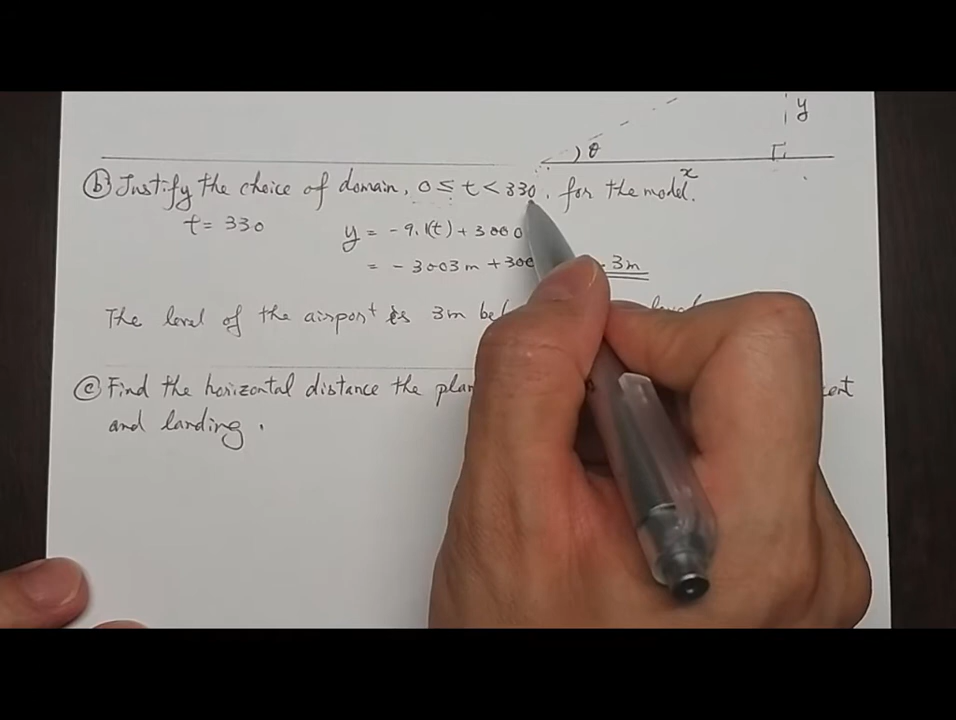 y
θ
x
ⓑ Justify the choice of domain, 0 ≤ t < 330, for the model.
t = 330 y = -9.1(t) + 3000
= - 3003m + 300 - 3m
The level of the airport is 3m
ⓒ Find the horizontal distance the
and landing.